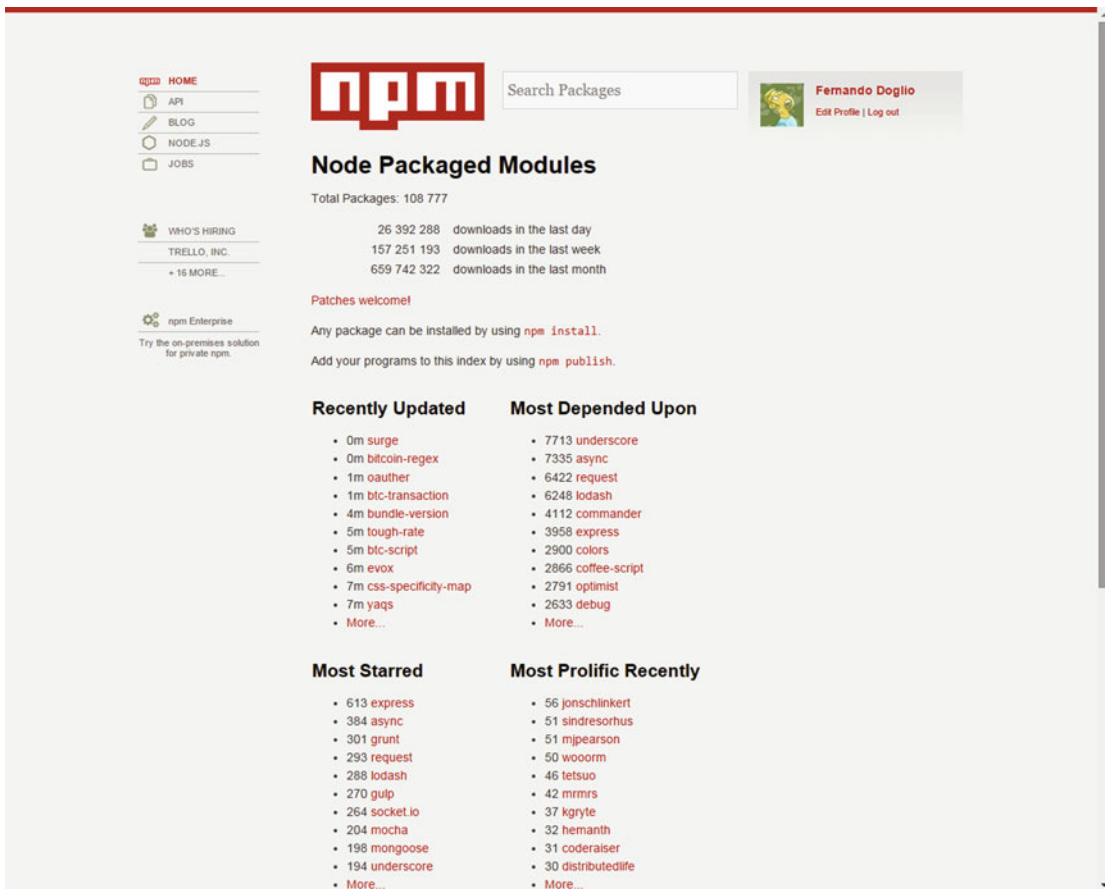 npm HOME
API
BLOG
NODE.JS
JOBS
WHO'S HIRING
TRELLO, INC.
+ 16 MORE...
npm Enterprise
Try the on-premises solution
for private npm.
npm
Search Packages
Fernando Doglio
Edit Profile | Log out
Node Packaged Modules
Total Packages: 108 777
26 392 288 downloads in the last day
157 251 193 downloads in the last week
659 742 322 downloads in the last month
Patches welcome!
Any package can be installed by using npm install.
Add your programs to this index by using npm publish.
Recently Updated
• 0m surge
• 0m bitcoin-regex
• 1m oauther
• 1m btc-transaction
• 4m bundle-version
• 5m tough-rate
• 5m btc-script
• 6m evox
• 7m css-specificity-map
• 7m yaqs
• More...
Most Depended Upon
• 7713 underscore
• 7335 async
• 6422 request
• 6248 lodash
• 4112 commander
• 3958 express
• 2900 colors
• 2866 coffee-script
• 2791 optimist
• 2633 debug
• More...
Most Starred
• 613 express
• 384 async
• 301 grunt
• 293 request
• 288 lodash
• 270 gulp
• 264 socket.io
• 204 mocha
• 198 mongoose
• 194 underscore
• More...
Most Prolific Recently
• 56 jonschlinkert
• 51 sindresorhus
• 51 mjpearson
• 50 wooorm
• 46 tetsuo
• 42 mrmrs
• 37 kgryte
• 32 hemanth
• 31 coderaiser
• 30 distributedlife
• More...